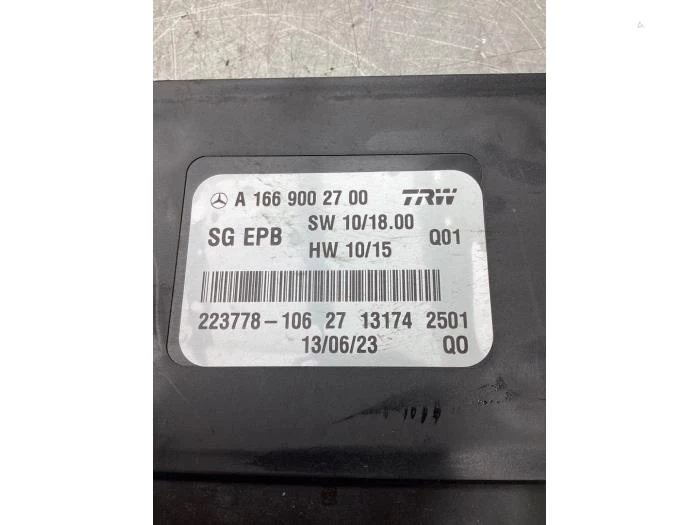 A 166 900 27 00 TRW
SG EPB SW 10/18.00 Q01
HW 10/15
223778-106 27 13174 2501
13/06/23 QO